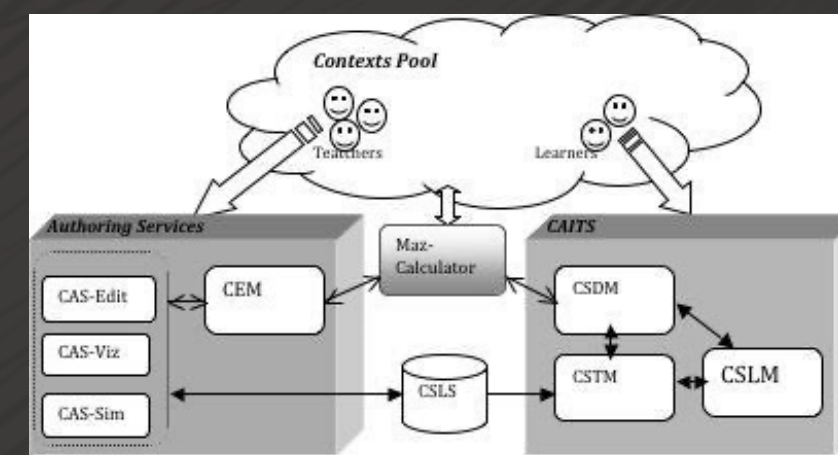 Contexts Pool
Teatchers
Learners
Authoring Services
Maz-
Calculator
CAITS
CAS-Edit
CEM
CSDM
CAS-Viz
CSLS
CSTM
CSLM
CAS-Sim